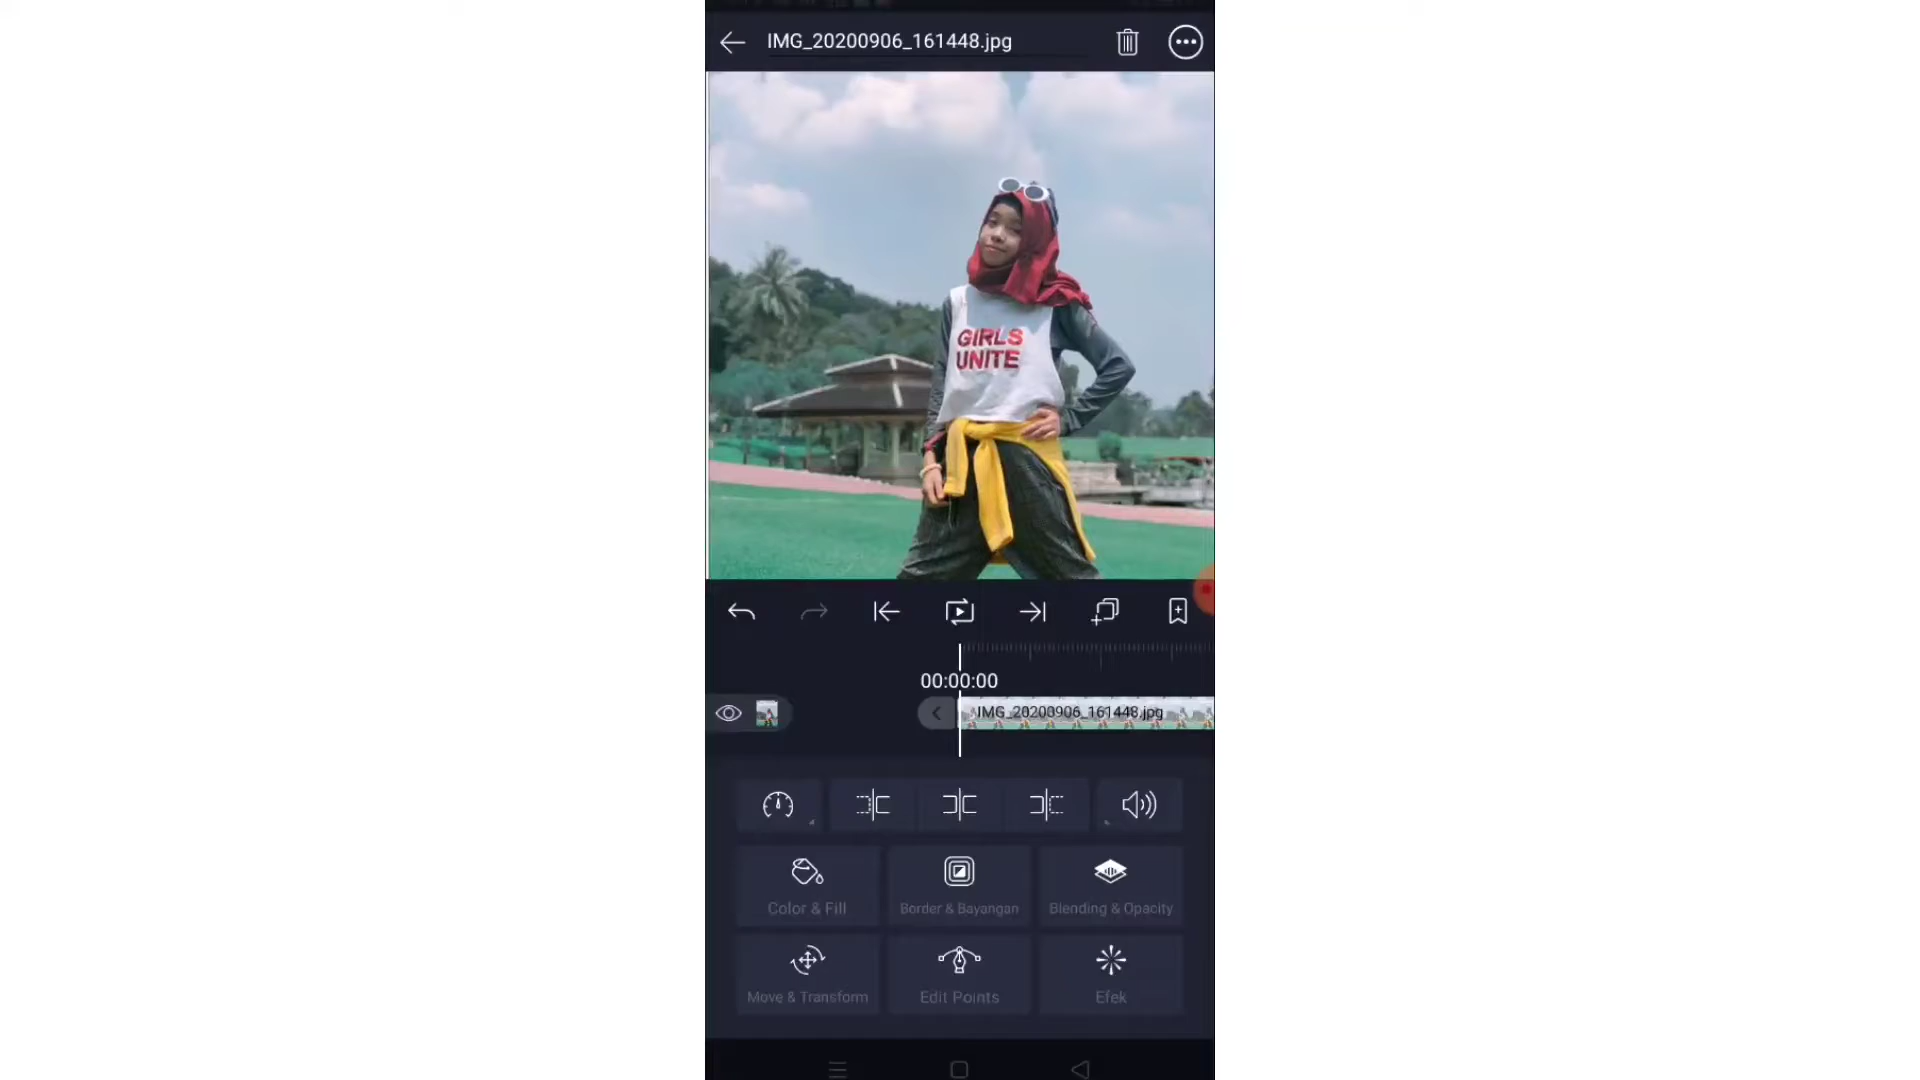 IMG_20200906_161448.jpg
GIRLS
UNITE
00:00:00
IMG_20200906_161448.jpg
Color & Fill
Border & Bayangan
Blending & Opacity
Move & Transform
Edit Points
Efek